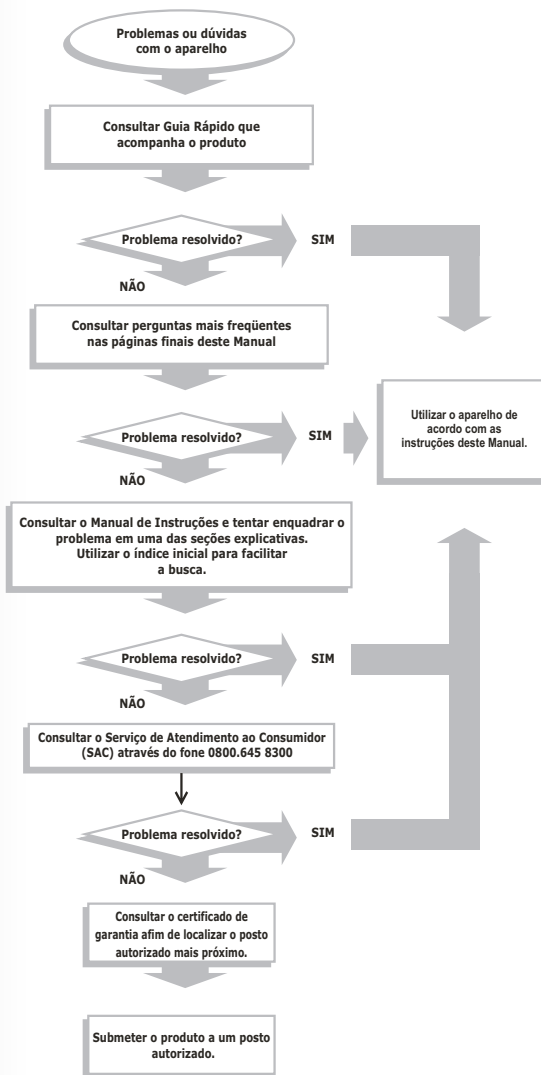 Problemas ou dúvidas
com o aparelho
Consultar Guia Rápido que
acompanha o produto
Problema resolvido?
SIM
NÃO
Consultar perguntas mais freqüentes
nas páginas finais deste Manual
Problema resolvido?
SIM
Utilizar o aparelho de
acordo com as
instruções deste Manual.
NÃO
Consultar o Manual de Instruções e tentar enquadrar o
problema em uma das seções explicativas.
Utilizar o índice inicial para facilitar
a busca.
Problema resolvido?
SIM
NÃO
Consultar o Serviço de Atendimento ao Consumidor
(SAC) através do fone 0800.645 8300
Problema resolvido?
SIM
NÃO
Consultar o certificado de
garantia afim de localizar o posto
autorizado mais próximo.
Submeter o produto a um posto
autorizado.